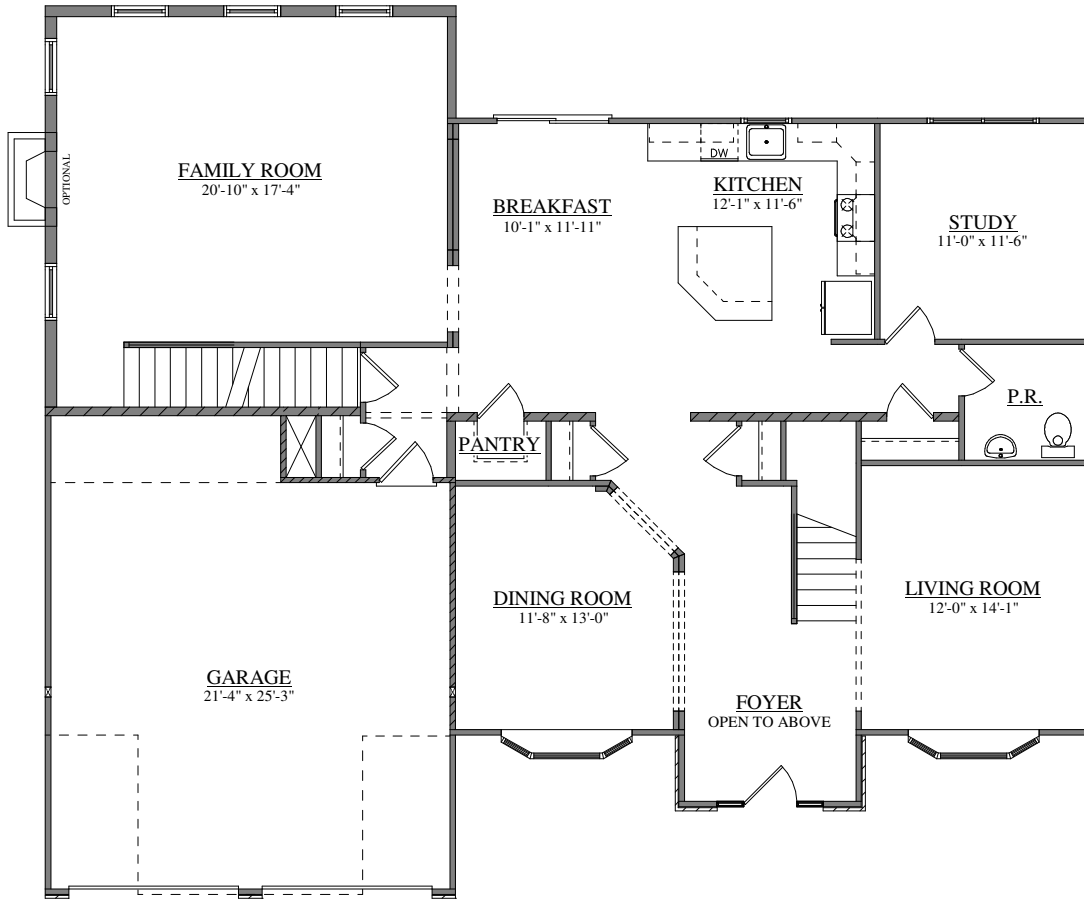 FAMILY ROOM
20'-10" x 17'-4"
OPTIONAL
BREAKFAST
10'-1" x 11'-11"
DW
KITCHEN
12'-1" x 11'-6"
STUDY
11'-0" x 11'-6"
P.R.
PANTRY
DINING ROOM
11'-8" x 13'-0"
LIVING ROOM
12'-0" x 14'-1"
GARAGE
21'-4" x 25'-3"
FOYER
OPEN TO ABOVE